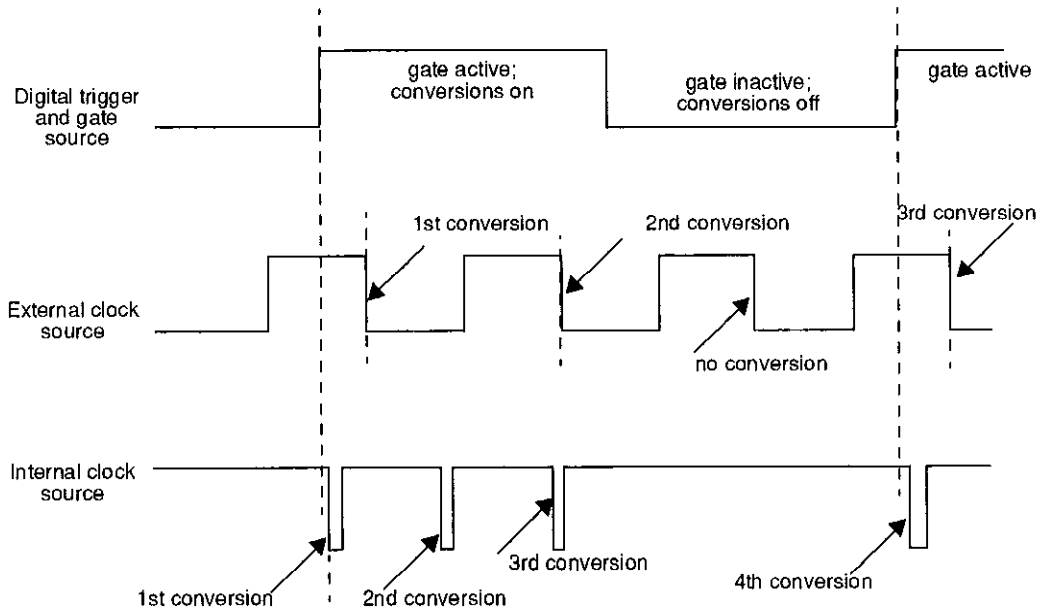 Digital trigger
and gate
source
gate active;
conversions on
gate inactive;
conversions off
gate active
External clock
source
1st conversion
2nd conversion
no conversion
3rd conversion
Internal clock
source
1st conversion
2nd conversion
3rd conversion
4th conversion